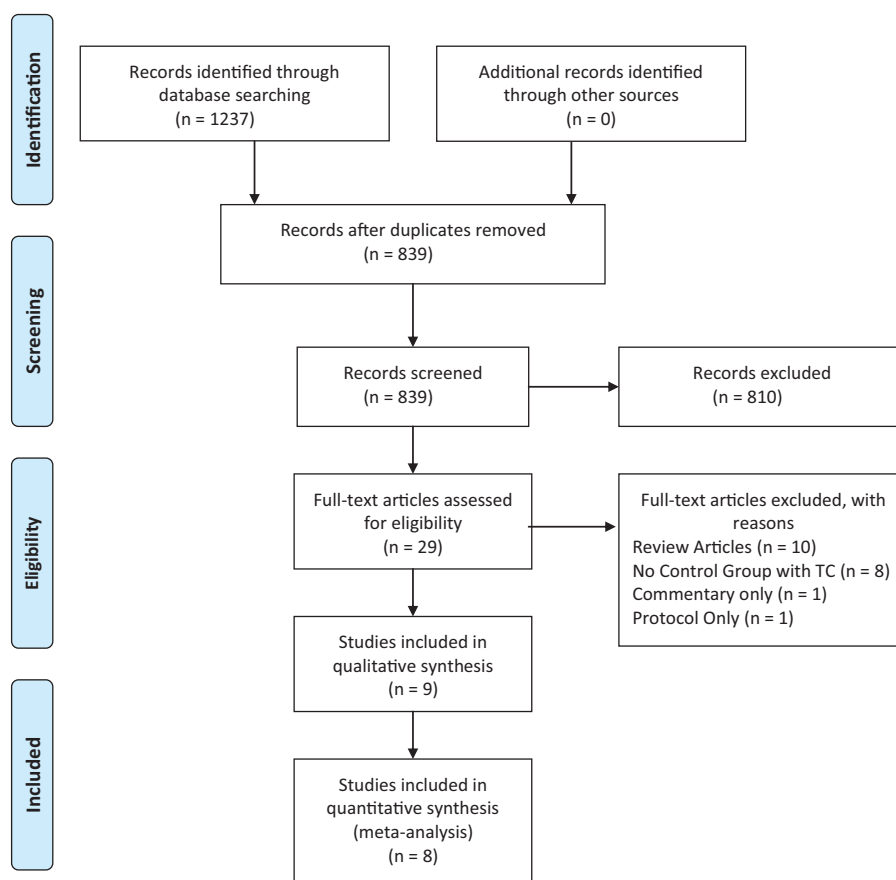 Identification
Records identified through
database searching
(n = 1237)
Additional records identified
through other sources
(n = 0)
Records after duplicates removed
(n = 839)
Screening
Records screened
(n = 839)
Records excluded
(n = 810)
Eligibility
Full-text articles assessed
for eligibility
(n = 29)
Full-text articles excluded, with
reasons
Review Articles (n = 10)
No Control Group with TC (n = 8)
Commentary only (n = 1)
Protocol Only (n = 1)
Studies included in
qualitative synthesis
(n = 9)
Included
Studies included in
quantitative synthesis
(meta-analysis)
(n = 8)